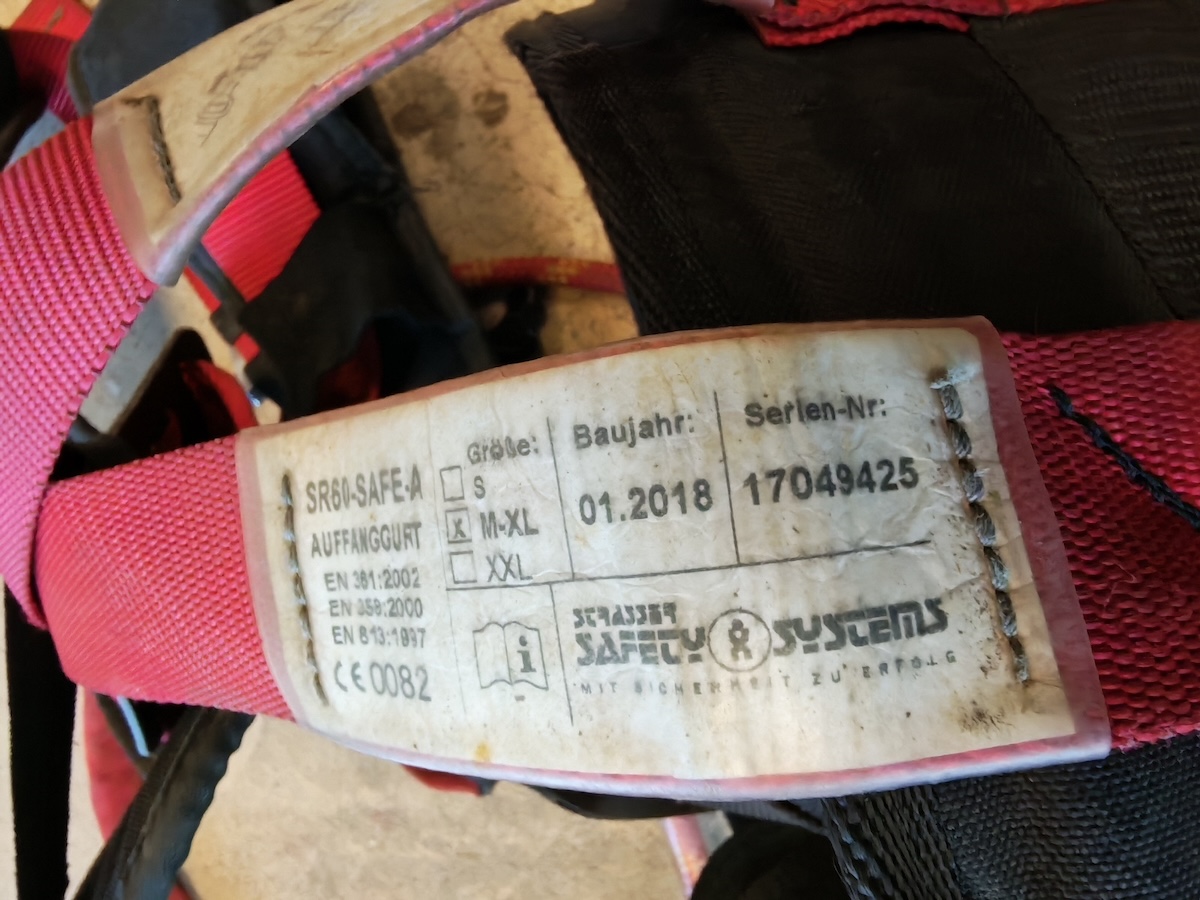 SR60-SAFE-A
AUFFANGGURT
EN 361:2002
EN 358:2000
EN 813:1997
CE 0082
Größe:
S
x M-XL
XXL
Baujahr:
01.2018
Serien-Nr:
17049425
i
STRASSER
SAFETY SYSTEMS
MIT SICHERHEIT ZU ERFOLG